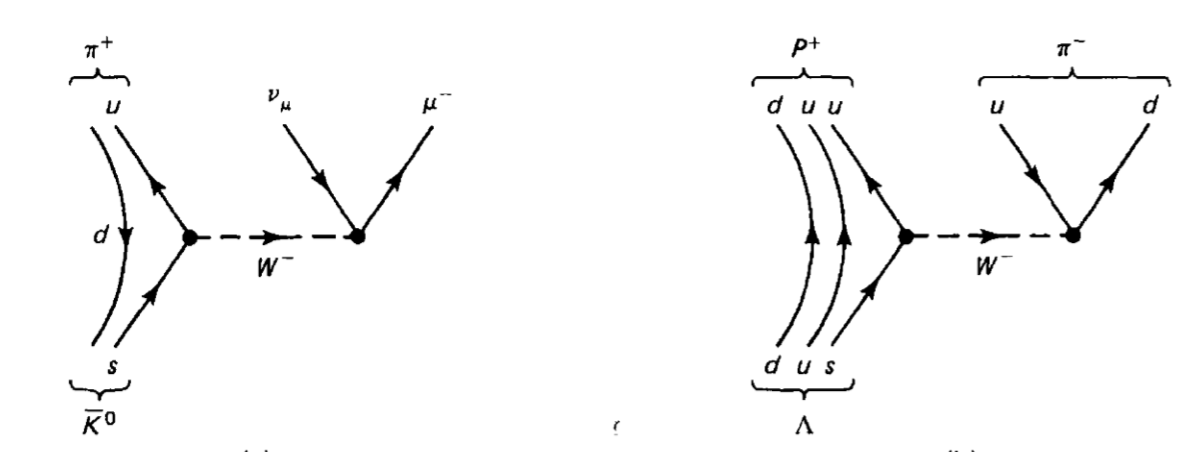 π⁺ P⁺ π⁻
u ν_μ μ⁻ d u u u d
d W⁻ W⁻
s d u s
K̅⁰ Λ